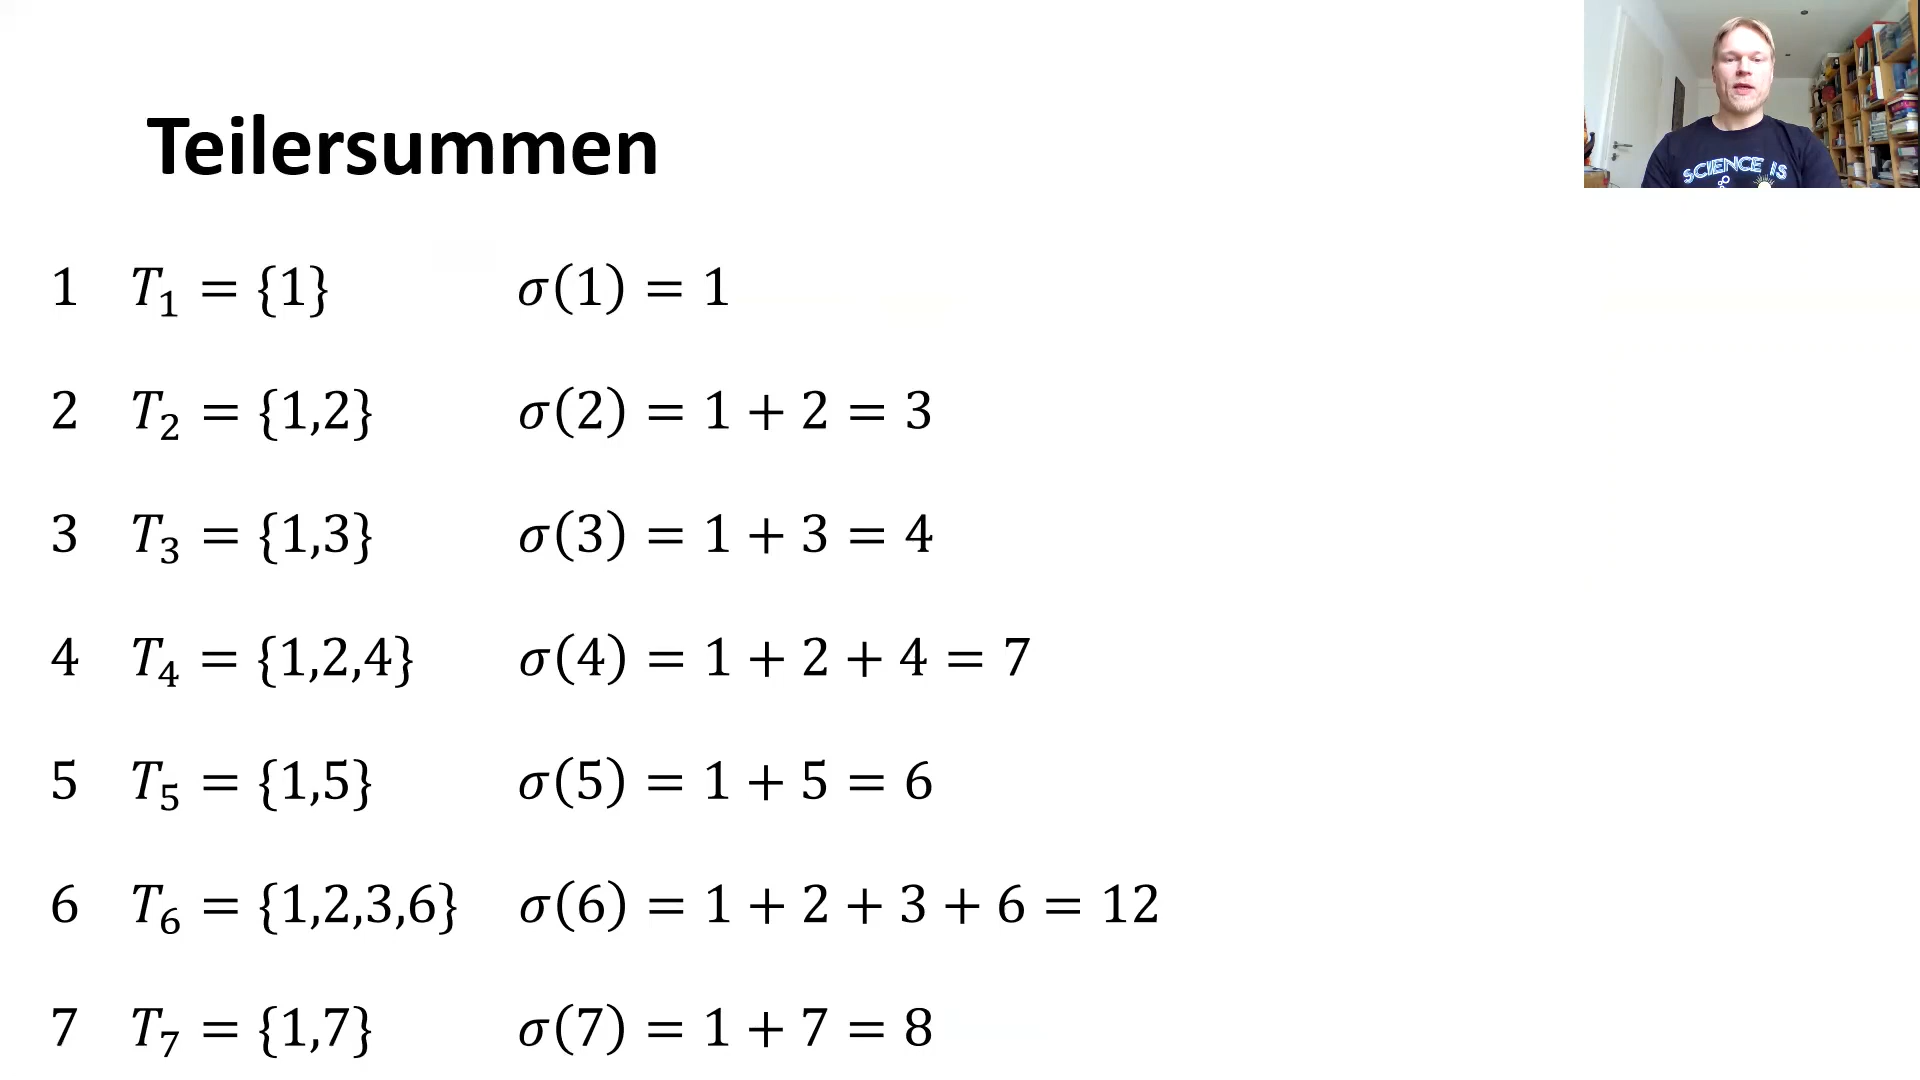 Teilersummen
SCIENCE IS
1 T₁ = {1} σ(1) = 1
2 T₂ = {1,2} σ(2) = 1 + 2 = 3
3 T₃ = {1,3} σ(3) = 1 + 3 = 4
4 T₄ = {1,2,4} σ(4) = 1 + 2 + 4 = 7
5 T₅ = {1,5} σ(5) = 1 + 5 = 6
6 T₆ = {1,2,3,6} σ(6) = 1 + 2 + 3 + 6 = 12
7 T₇ = {1,7} σ(7) = 1 + 7 = 8